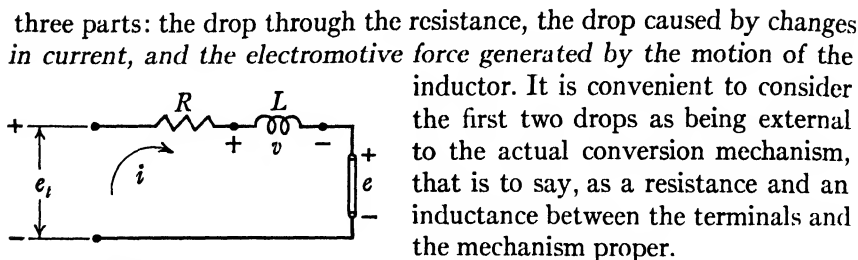 three parts: the drop through the resistance, the drop caused by changes
in current, and the electromotive force generated by the motion of the
inductor. It is convenient to consider
the first two drops as being external
to the actual conversion mechanism,
that is to say, as a resistance and an
inductance between the terminals and
the mechanism proper.
R L
+ + v −
i
+
e_t e
−
−